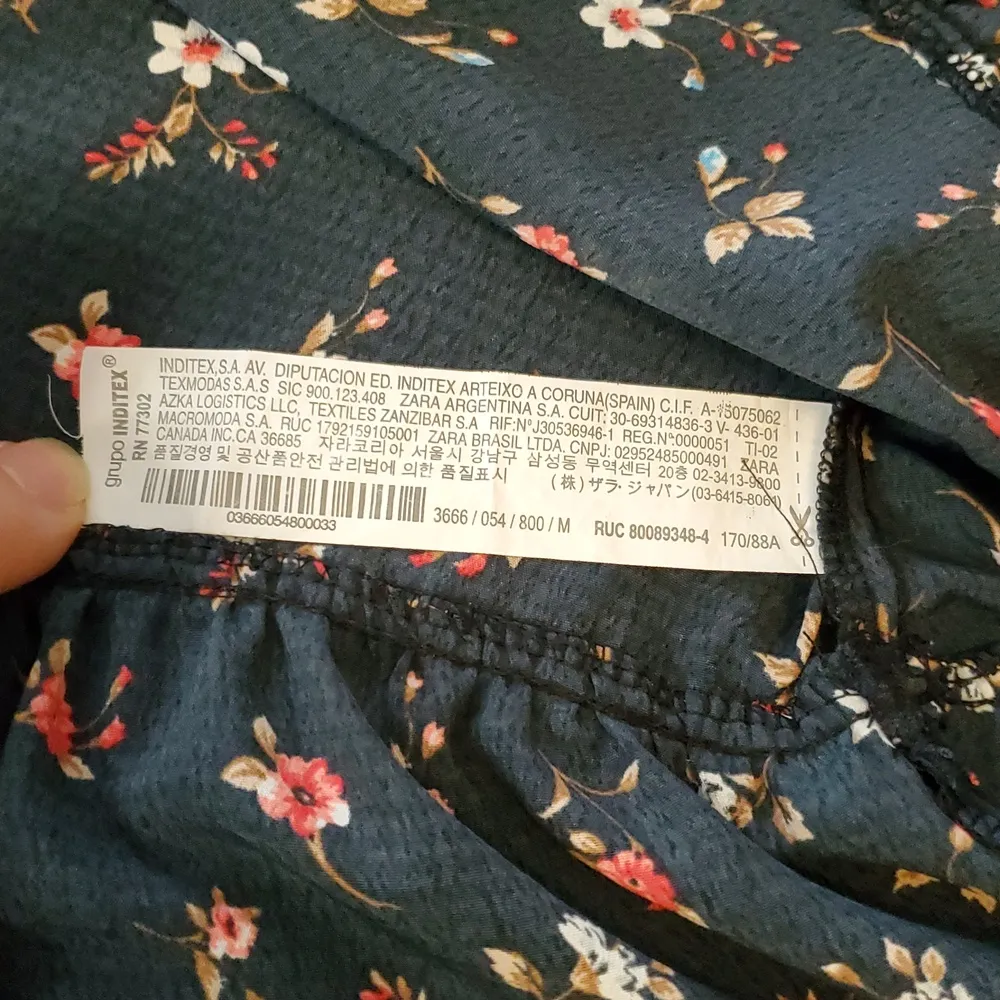 grupo INDITEX®
RN 77302
INDITEX,S.A. AV. DIPUTACION ED. INDITEX ARTEIXO A CORUNA(SPAIN) C.I.F. A-15075062
TEXMODAS S.A.S SIC 900.123.408 ZARA ARGENTINA S.A. CUIT: 30-69314836-3 V- 436-01
AZKA LOGISTICS LLC, TEXTILES ZANZIBAR S.A RIF:N°J30536946-1 REG.N°0000051 TI-02
MACROMODA S.A. RUC 1792159105001 ZARA BRASIL LTDA. CNPJ: 02952485000491 ZARA
CANADA INC.CA 36685 자라코리아 서울시 강남구 삼성동 무역센터 20층 02-3413-9800
품질경영 및 공산품안전 관리법에 의한 품질표시 (株) ザラ・ジャパン(03-6415-8064)
03666054800033 3666 / 054 / 800 / M RUC 80089348-4 170/88A